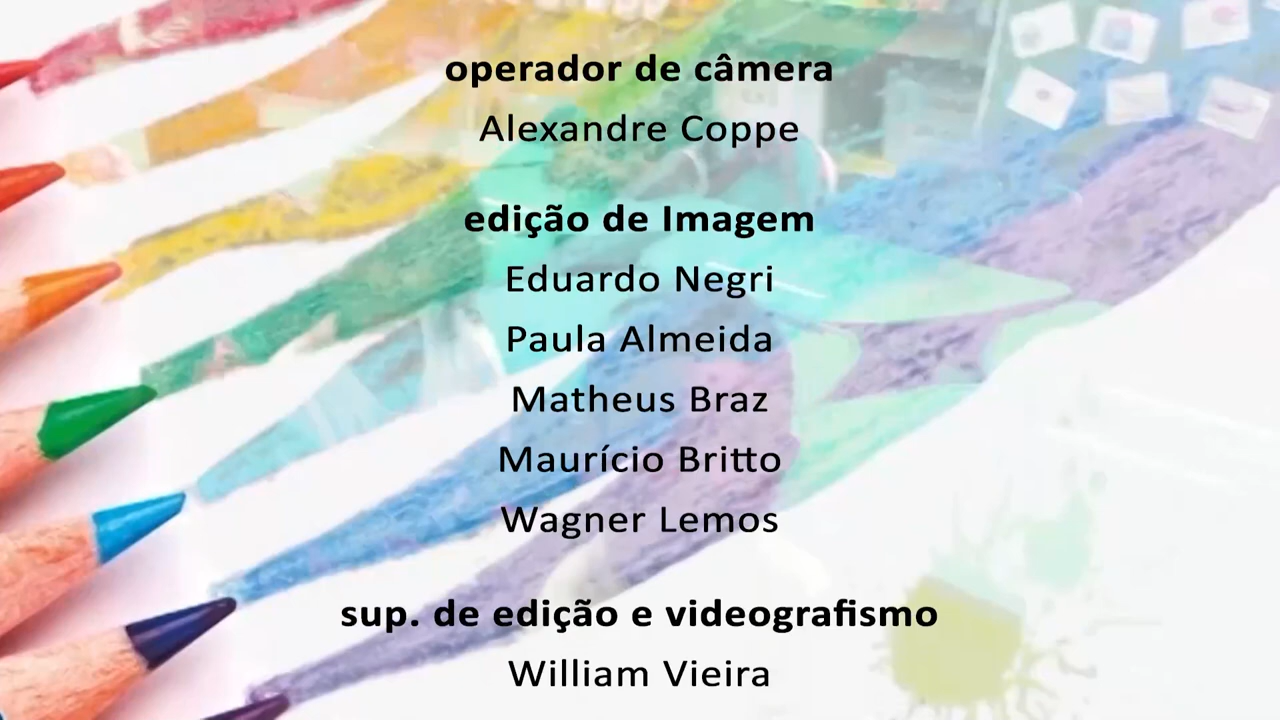 operador de câmera
Alexandre Coppe
edição de Imagem
Eduardo Negri
Paula Almeida
Matheus Braz
Maurício Britto
Wagner Lemos
sup. de edição e videografismo
William Vieira